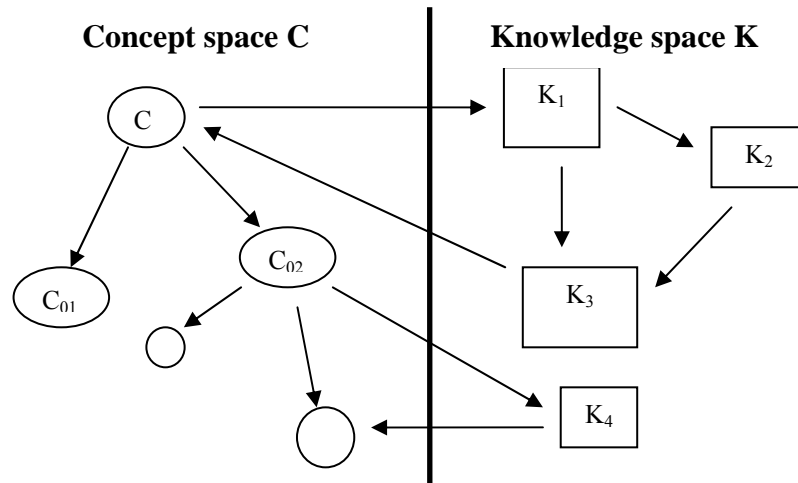 Concept space C
Knowledge space K
C
K₁
K₂
C₀₂
C₀₁
K₃
K₄